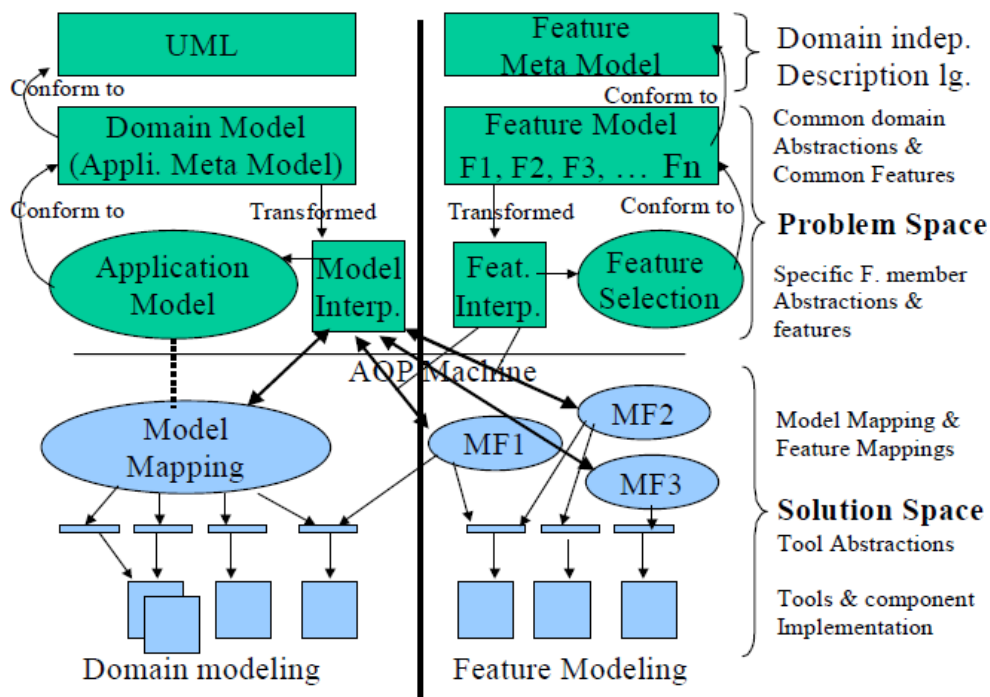 UML
Feature
Meta Model
Domain indep.
Description lg.
Conform to
Conform to
Domain Model
(Appli. Meta Model)
Feature Model
F1, F2, F3, … Fn
Common domain
Abstractions &
Common Features
Conform to
Transformed
Transformed
Conform to
Problem Space
Application
Model
Model
Interp.
Feat.
Interp.
Feature
Selection
Specific F. member
Abstractions &
features
AOP Machine
Model
Mapping
MF1
MF2
MF3
Model Mapping &
Feature Mappings
Solution Space
Tool Abstractions
Tools & component
Implementation
Domain modeling
Feature Modeling